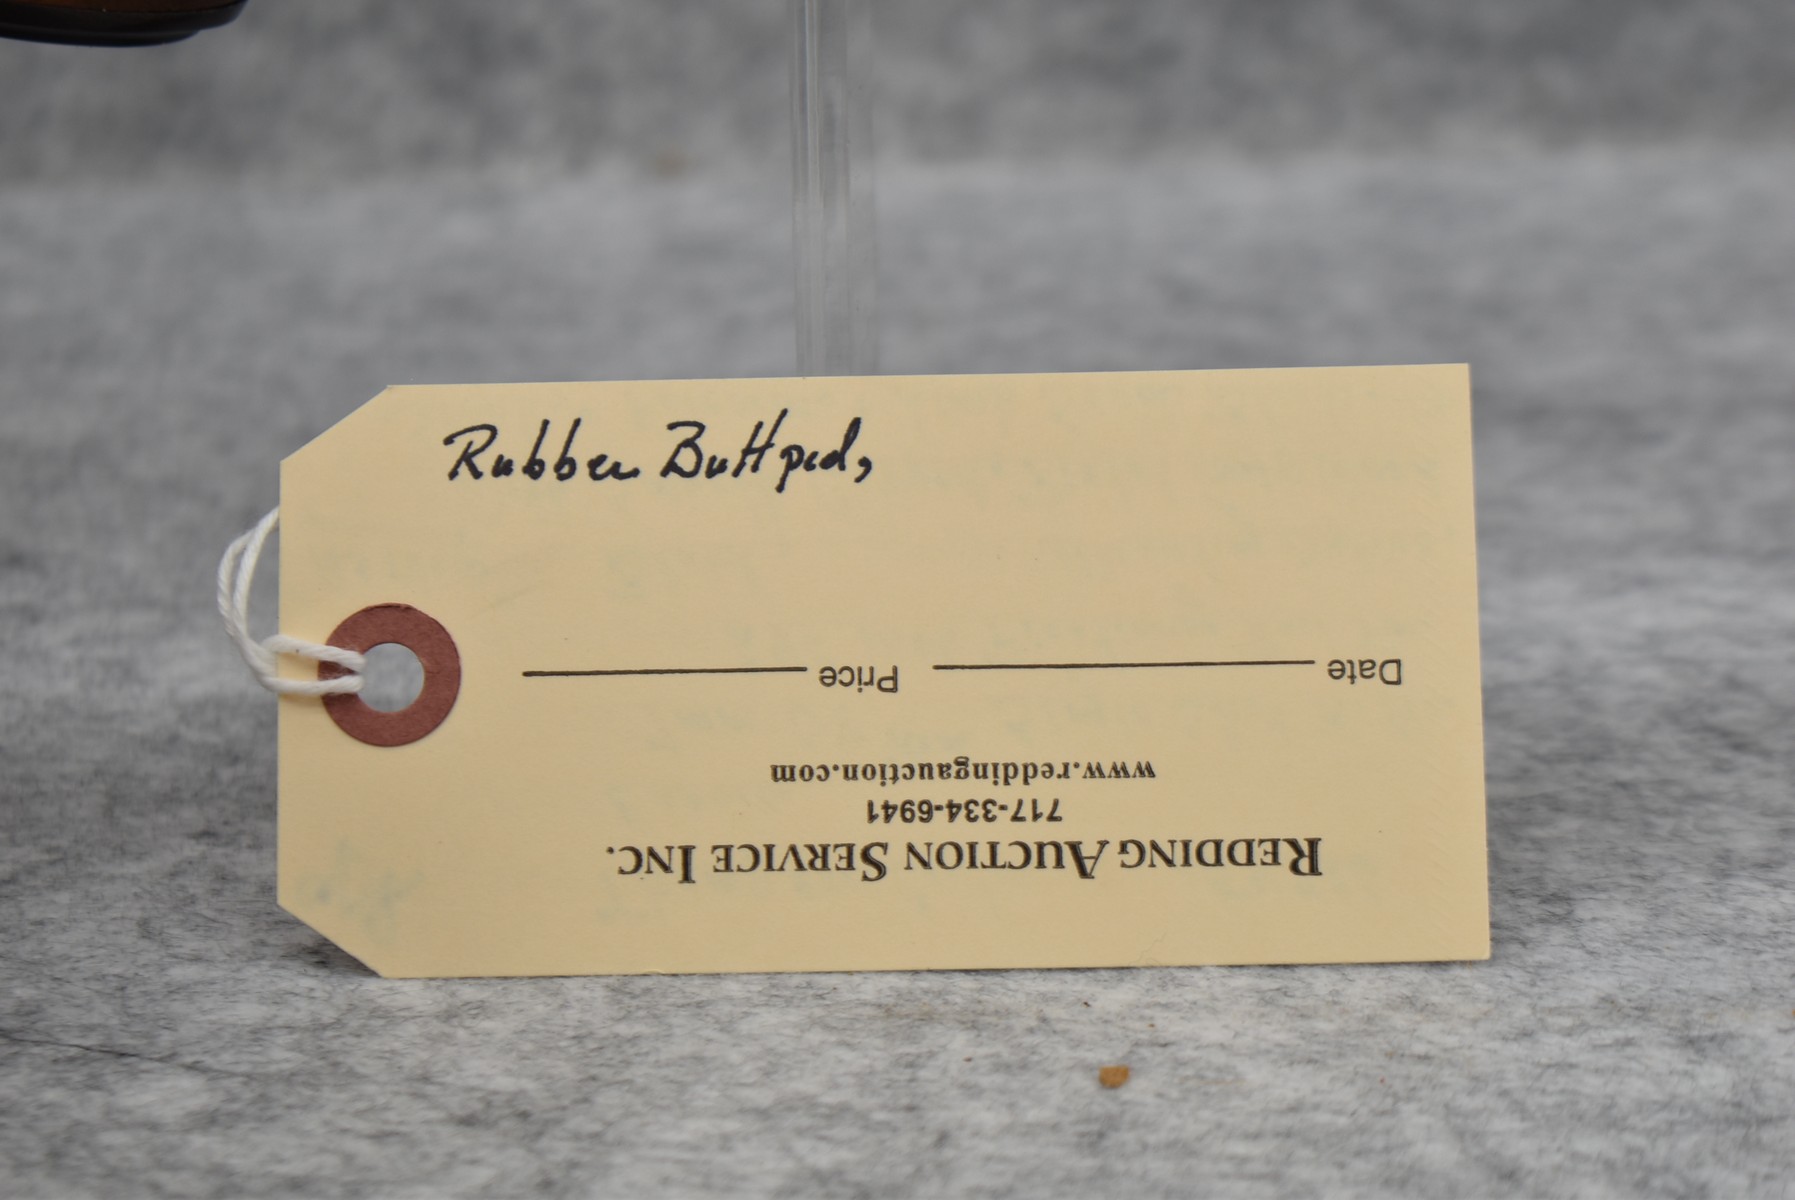 Rubber Buttpad,
REDDING AUCTION SERVICE INC.
717-334-6941
www.reddingauction.com
Date Price